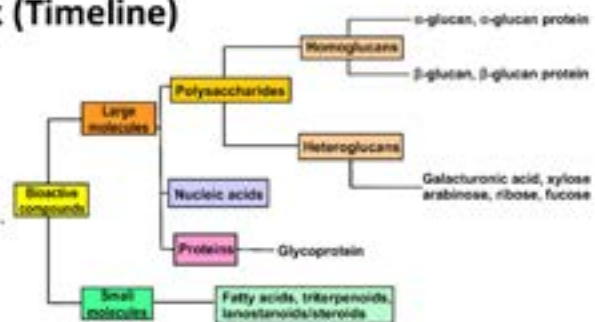 (Timeline)
α-glucan, α-glucan protein
Homoglucans
β-glucan, β-glucan protein
Polysaccharides
Large
molecules
Heteroglucans
Galacturonic acid, xylose
arabinose, ribose, fucose
Bioactive
compounds
Nucleic acids
Proteins
Glycoprotein
Small
molecules
Fatty acids, triterpenoids,
lanostanoids/steroids